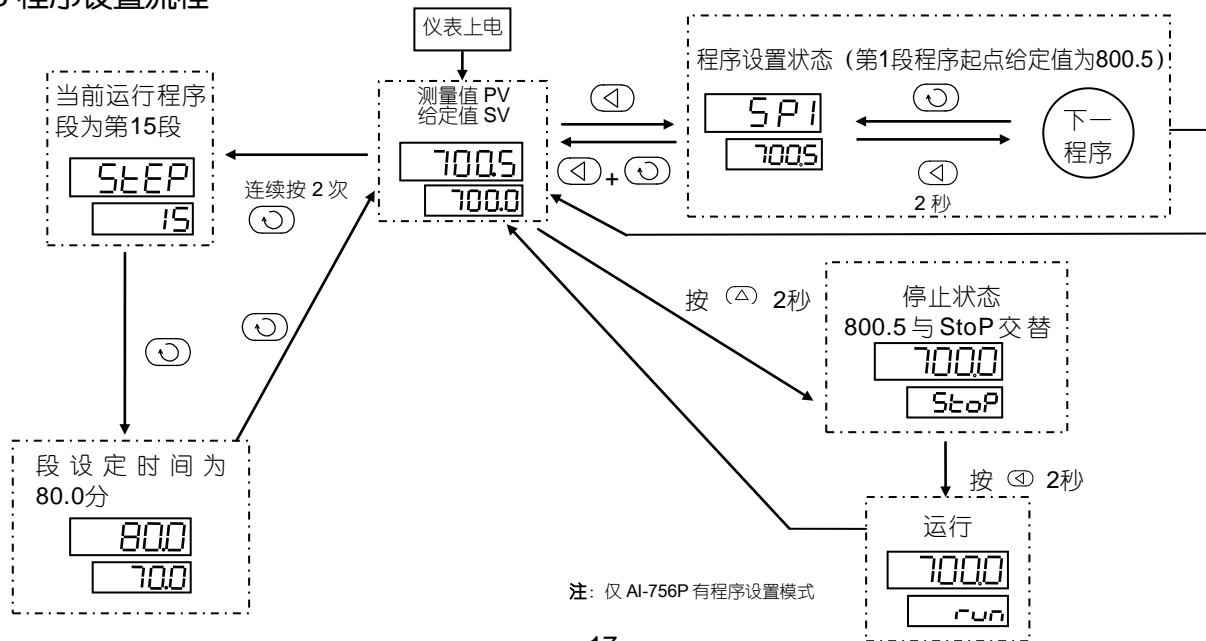 程序设置流程
仪表上电
测量值 PV
给定值 SV
700.5
700.0
当前运行程序
段为第15段
StEP
15
连续按 2 次
程序设置状态（第1段程序起点给定值为800.5）
SP1
700.5
下一
程序
2 秒
+
按 2秒
停止状态
800.5 与 StoP 交 替
700.0
StoP
按 2秒
运行
700.0
run
段 设 定 时 间 为
80.0分
80.0
70.0
注：仅 AI-756P 有程序设置模式
17